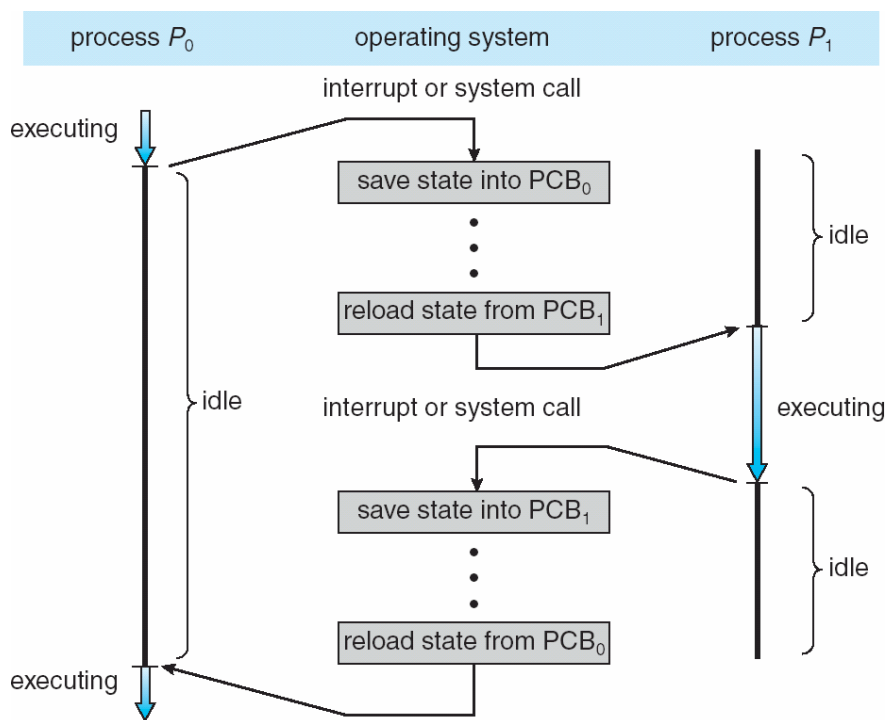 process P₀ operating system process P₁
interrupt or system call
executing
save state into PCB₀
idle
reload state from PCB₁
idle
interrupt or system call
executing
save state into PCB₁
idle
reload state from PCB₀
executing